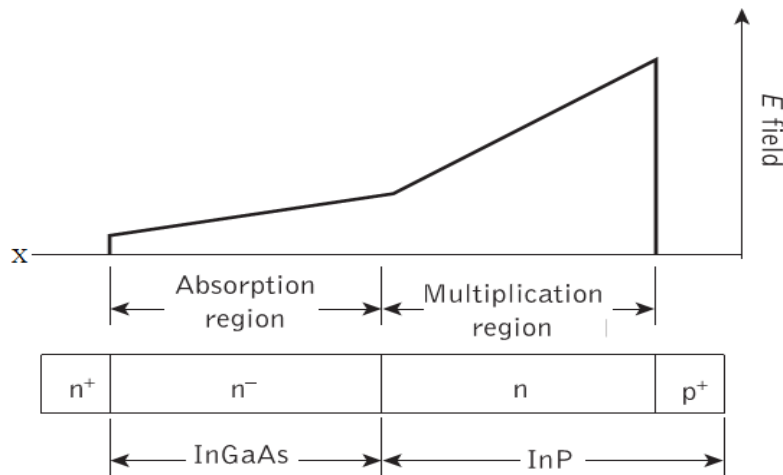 E field
x
Absorption
region
Multiplication
region
n+
n−
n
p+
InGaAs
InP